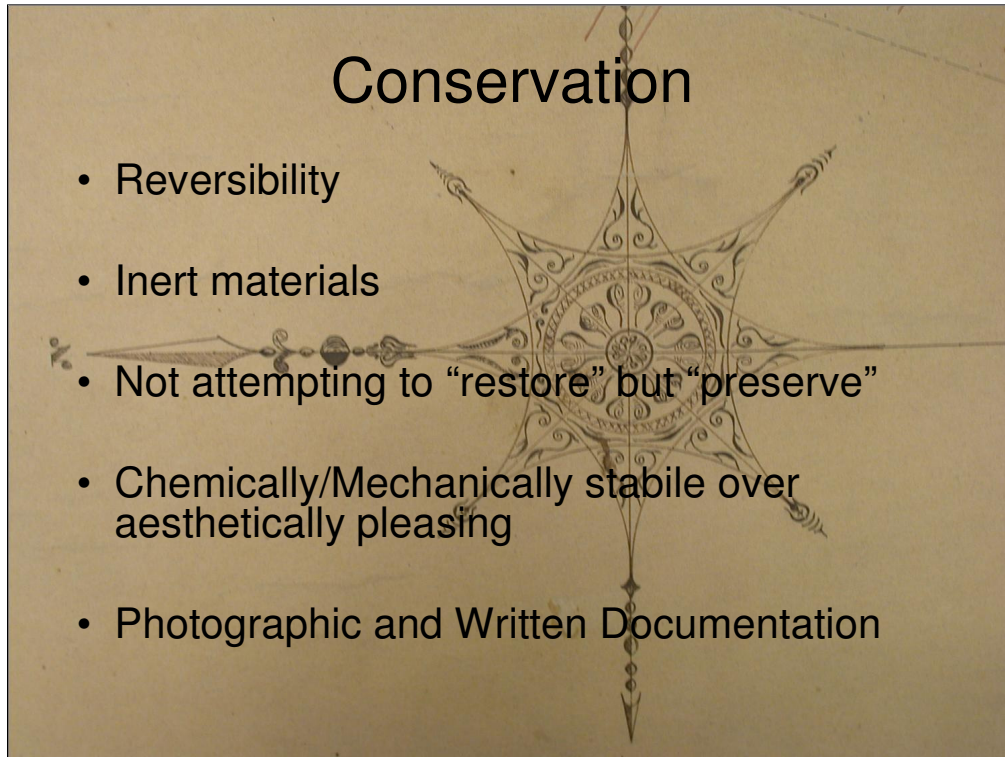 Conservation
• Reversibility
• Inert materials
• Not attempting to “restore” but “preserve”
• Chemically/Mechanically stabile over
aesthetically pleasing
• Photographic and Written Documentation
N.